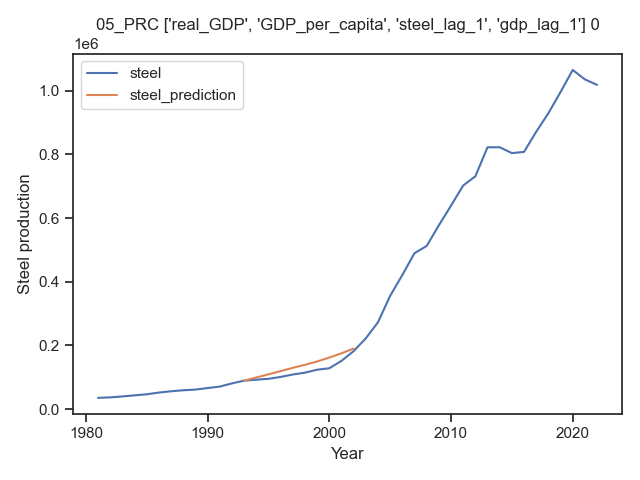 05_PRC ['real_GDP', 'GDP_per_capita', 'steel_lag_1', 'gdp_lag_1'] 0
1e6
steel
steel_prediction
1.0
0.8
0.6
0.4
0.2
0.0
Steel production
1980
1990
2000
2010
2020
Year